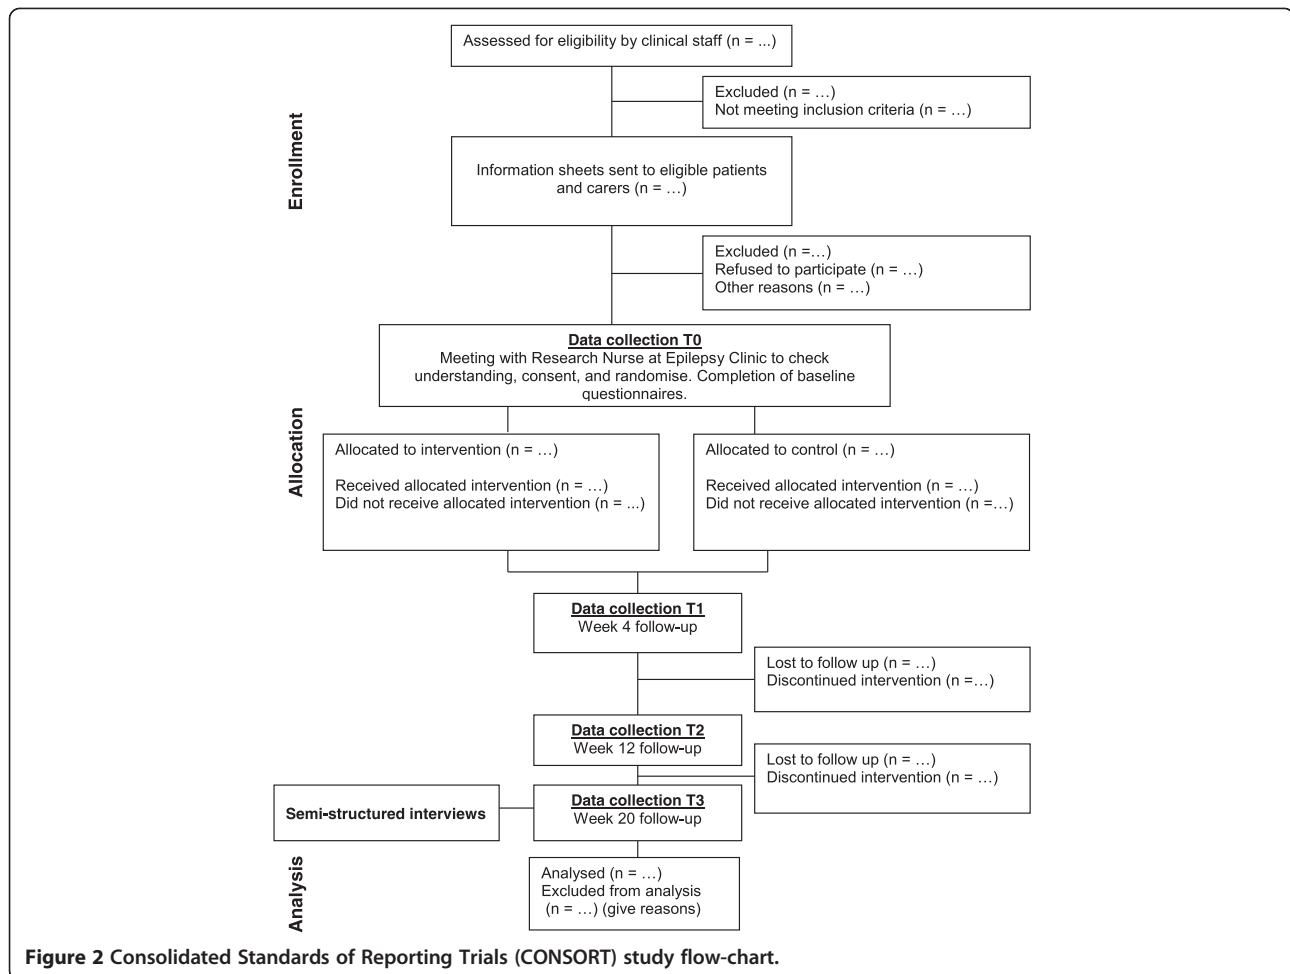 Assessed for eligibility by clinical staff (n = ...)
Excluded (n = …)
Not meeting inclusion criteria (n = …)
Enrollment
Information sheets sent to eligible patients
and carers (n = …)
Excluded (n =…)
Refused to participate (n = …)
Other reasons (n = …)
Data collection T0
Meeting with Research Nurse at Epilepsy Clinic to check
understanding, consent, and randomise. Completion of baseline
questionnaires.
Allocation
Allocated to intervention (n = …)
Received allocated intervention (n = …)
Did not receive allocated intervention (n = ...)
Allocated to control (n = …)
Received allocated intervention (n = …)
Did not receive allocated intervention (n =…)
Data collection T1
Week 4 follow-up
Lost to follow up (n = …)
Discontinued intervention (n =…)
Data collection T2
Week 12 follow-up
Lost to follow up (n = …)
Discontinued intervention (n = …)
Semi-structured interviews
Data collection T3
Week 20 follow-up
Analysis
Analysed (n = …)
Excluded from analysis
(n = …) (give reasons)
Figure 2 Consolidated Standards of Reporting Trials (CONSORT) study flow-chart.